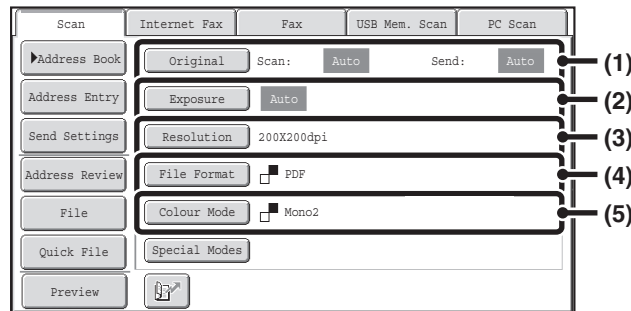 Scan Internet Fax Fax USB Mem. Scan PC Scan
Address Book Original Scan: Auto Send: Auto (1)
Address Entry Exposure Auto (2)
Send Settings Resolution 200X200dpi (3)
Address Review File Format PDF (4)
File Colour Mode Mono2 (5)
Quick File Special Modes
Preview